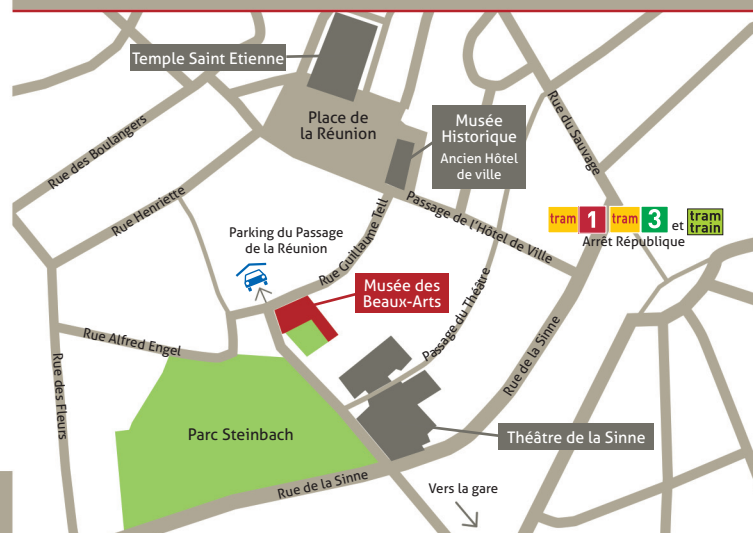 Temple Saint Etienne
Place de
la Réunion
Musée
Historique
Ancien Hôtel
de ville
Rue du Sauvage
Rue des Boulangers
Rue Henriette
Passage de l'Hôtel de Ville
tram 1 tram 3 et tram
train
Arrêt République
Parking du Passage
de la Réunion
Rue Guillaume Tell
Musée des
Beaux-Arts
Passage du Théâtre
Rue de la Sinne
Rue Alfred Engel
Rue des Fleurs
Parc Steinbach
Théâtre de la Sinne
Rue de la Sinne
Vers la gare